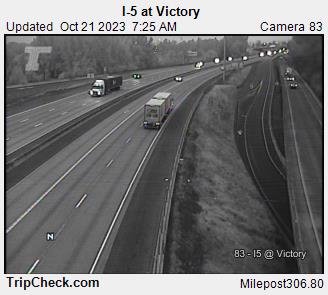 I-5 at Victory
Updated Oct 21 2023 7:25 AM Camera 83
T
N
83 - I5 @ Victory
TripCheck.com Milepost306.80